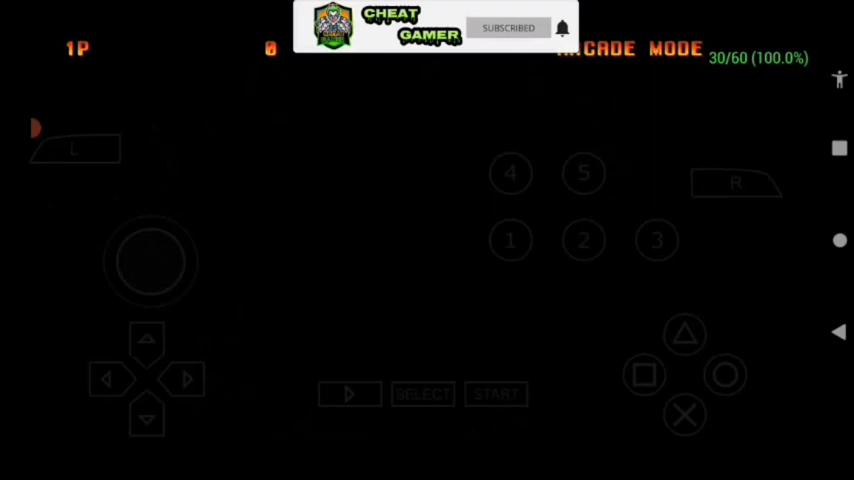 CHEAT
GAMER
SUBSCRIBED
1P
0
ARCADE MODE
30/60 (100.0%)
L
R
4
5
1
2
3
SELECT
START